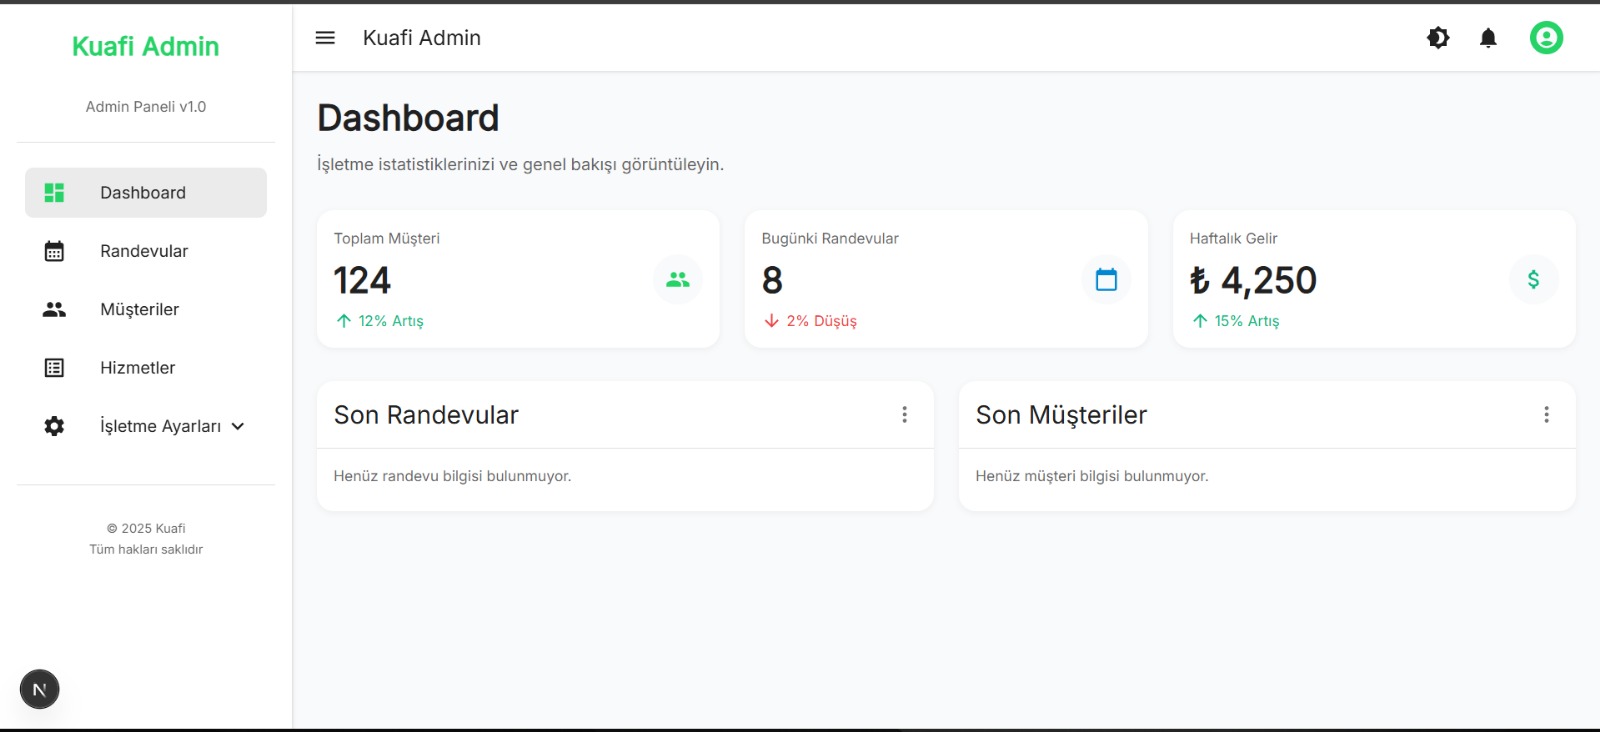 Kuafi Admin
Admin Paneli v1.0
Dashboard
Randevular
Müşteriler
Hizmetler
İşletme Ayarları
© 2025 Kuafi
Tüm hakları saklıdır
N
Kuafi Admin
Dashboard
İşletme istatistiklerinizi ve genel bakışı görüntüleyin.
Toplam Müşteri
124
12% Artış
Bugünki Randevular
8
2% Düşüş
Haftalık Gelir
₺ 4,250
$
15% Artış
Son Randevular
Henüz randevu bilgisi bulunmuyor.
Son Müşteriler
Henüz müşteri bilgisi bulunmuyor.